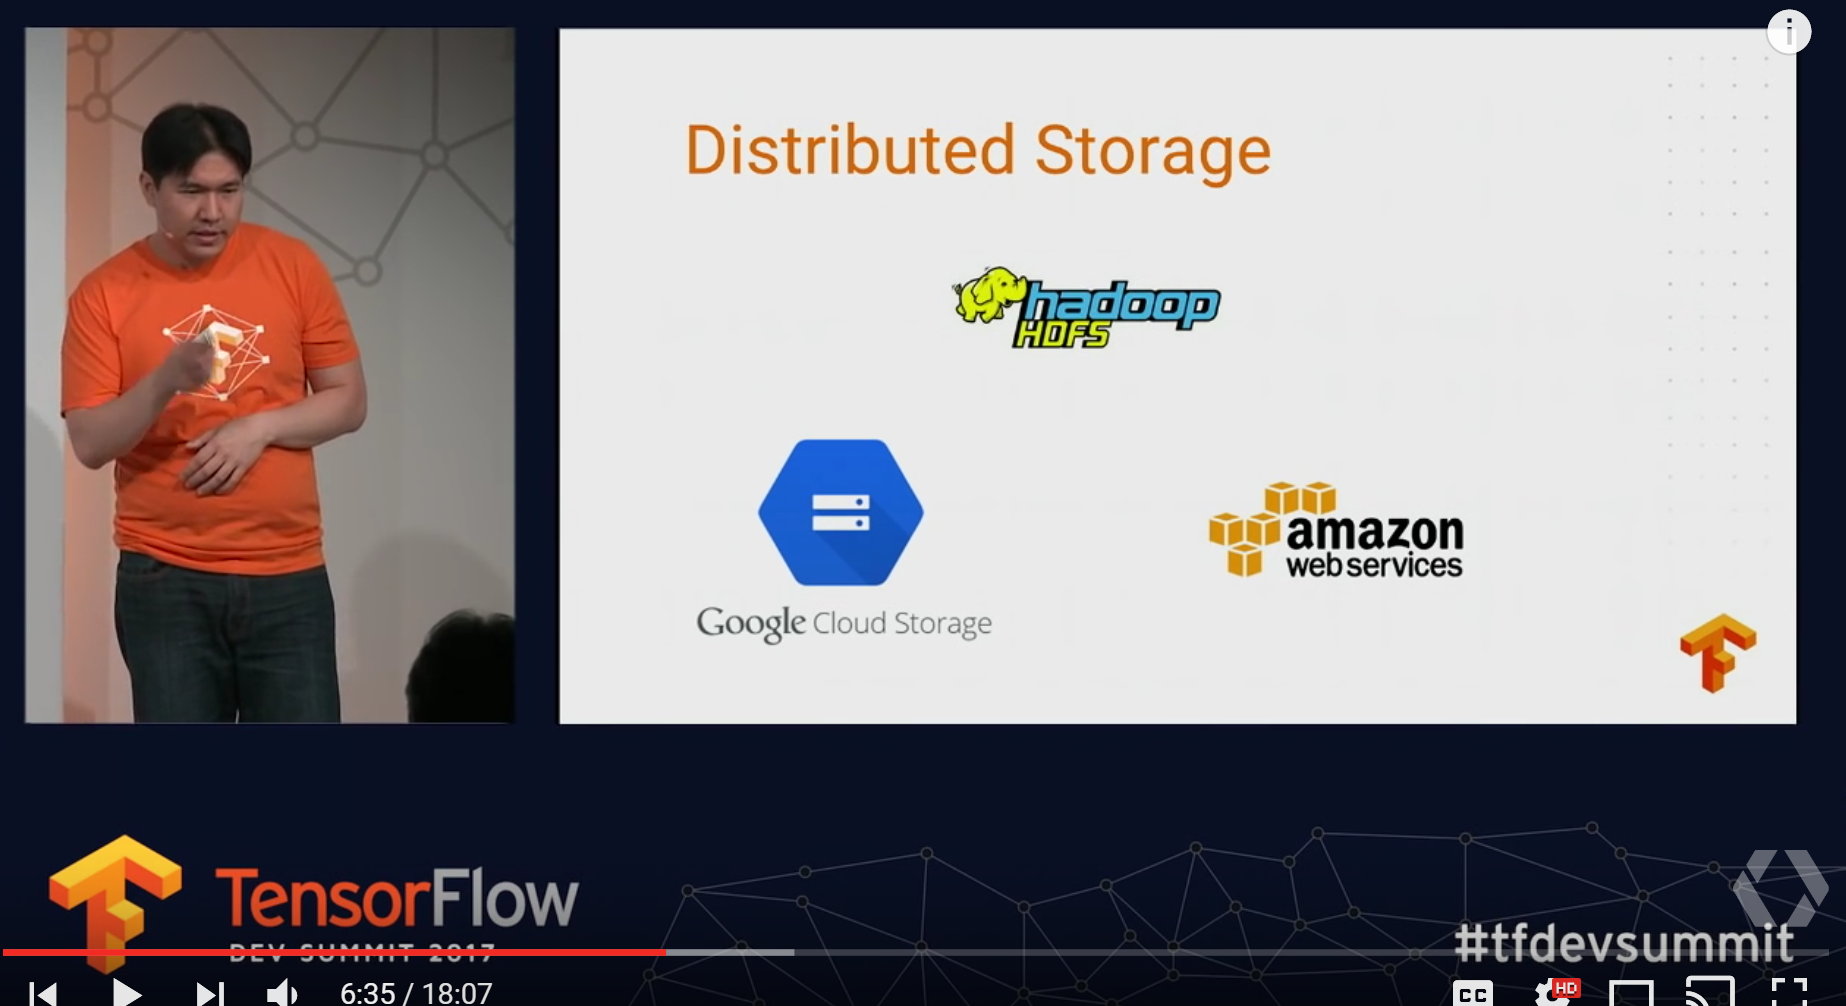 i
Distributed Storage
hadoop
HDFS
Google Cloud Storage
amazon
web services
TensorFlow
DEV SUMMIT 2017
#tfdevsummit
6:35 / 18:07
CC
HD